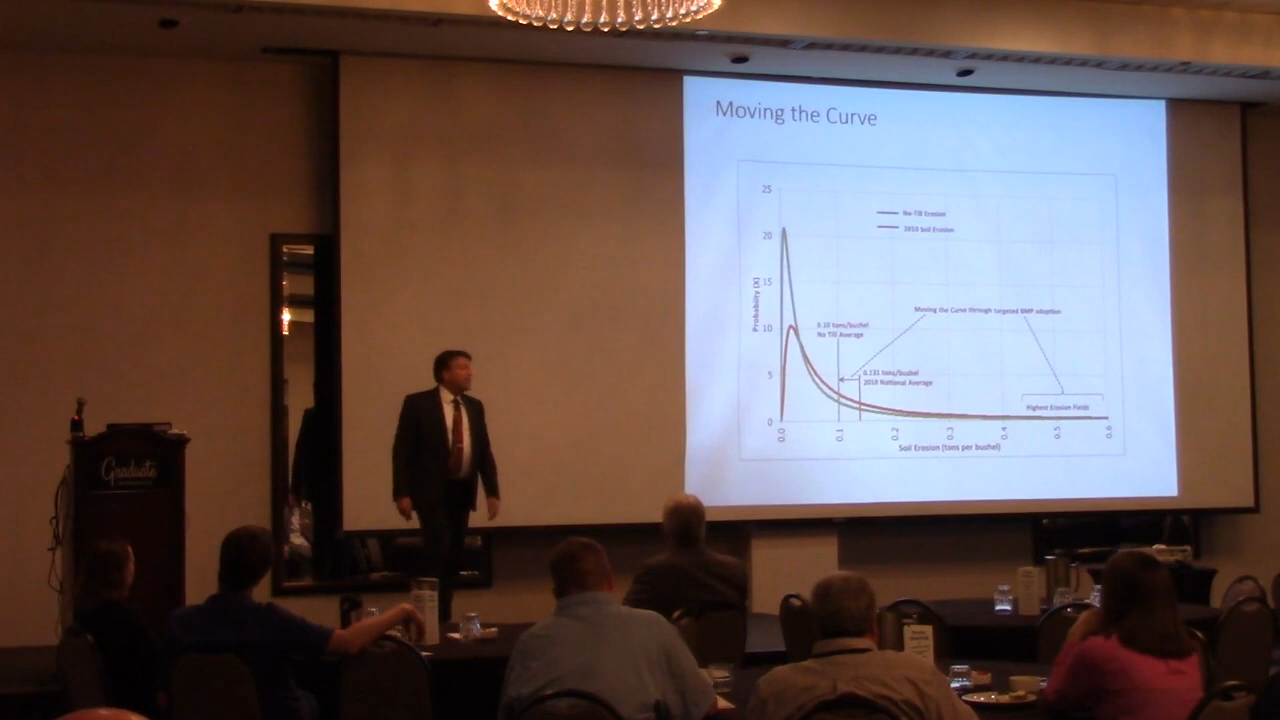 Moving the Curve
25
20
15
10
5
0
Probability (X)
No-Till Erosion
2010 Soil Erosion
Moving the Curve through targeted BMP adoption
0.10 tons/bushel
No Till Average
0.131 tons/bushel
2010 National Average
Highest Erosion Fields
0.0
0.1
0.2
0.3
0.4
0.5
0.6
Soil Erosion (tons per bushel)
Graduate